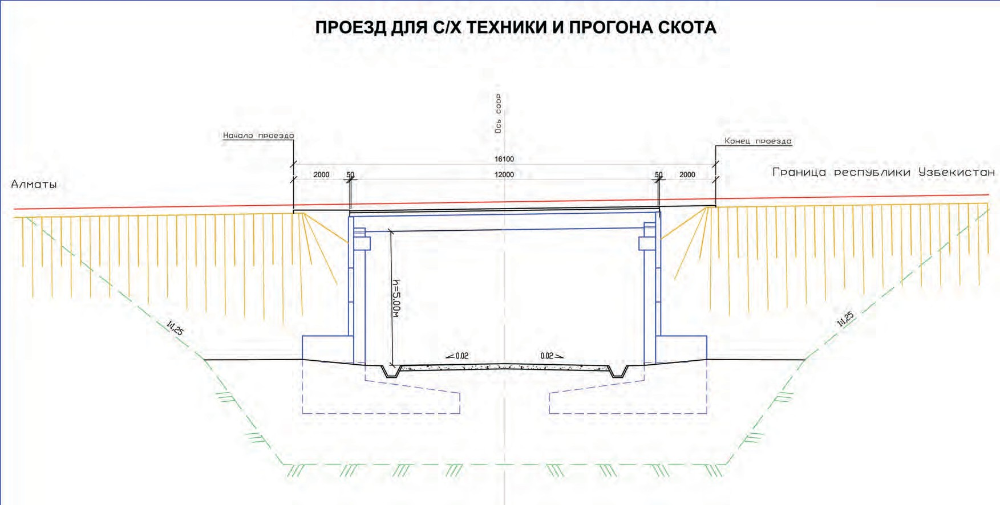 ПРОЕЗД ДЛЯ С/Х ТЕХНИКИ И ПРОГОНА СКОТА
Ось соор
Начало проезда
Конец проезда
16100
2000 50 12000 50 2000
Алматы
Граница республики Узбекистан
h=5.00м
1:1,25
1:1,25
0.02
0.02